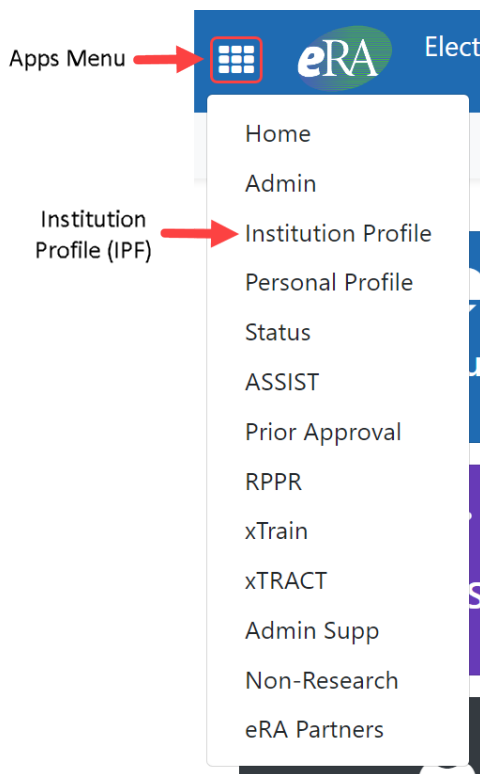 Apps Menu
eRA
Elect
Home
Admin
Institution
Profile (IPF)
Institution Profile
Personal Profile
Status
ASSIST
Prior Approval
RPPR
xTrain
xTRACT
Admin Supp
Non-Research
eRA Partners